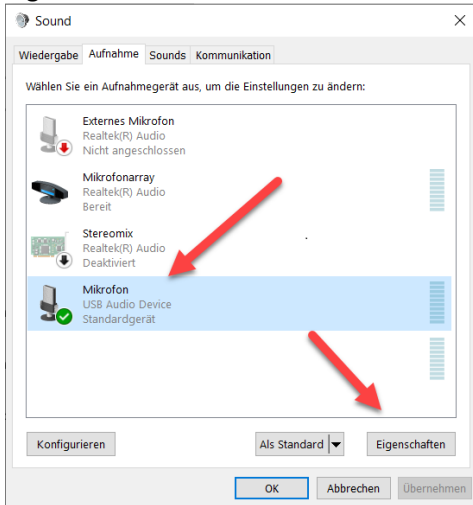 Sound
Wiedergabe Aufnahme Sounds Kommunikation
Wählen Sie ein Aufnahmegerät aus, um die Einstellungen zu ändern:
Externes Mikrofon
Realtek(R) Audio
Nicht angeschlossen
Mikrofonarray
Realtek(R) Audio
Bereit
Stereomix
Realtek(R) Audio
Deaktiviert
Mikrofon
USB Audio Device
Standardgerät
Konfigurieren Als Standard Eigenschaften
OK Abbrechen Übernehmen